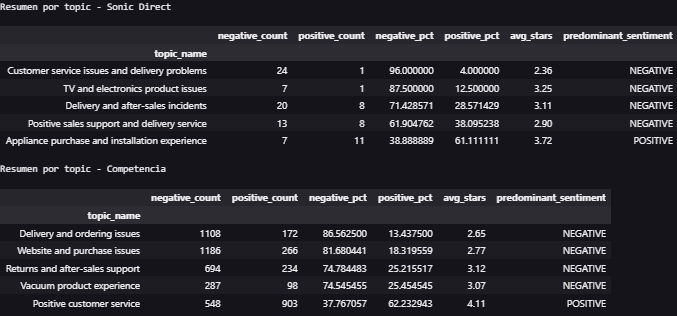 Resumen por topic - Sonic Direct
negative_count positive_count negative_pct positive_pct avg_stars predominant_sentiment
topic_name
Customer service issues and delivery problems 24 1 96.000000 4.000000 2.36 NEGATIVE
TV and electronics product issues 7 1 87.500000 12.500000 3.25 NEGATIVE
Delivery and after-sales incidents 20 8 71.428571 28.571429 3.11 NEGATIVE
Positive sales support and delivery service 13 8 61.904762 38.095238 2.90 NEGATIVE
Appliance purchase and installation experience 7 11 38.888889 61.111111 3.72 POSITIVE
Resumen por topic - Competencia
negative_count positive_count negative_pct positive_pct avg_stars predominant_sentiment
topic_name
Delivery and ordering issues 1108 172 86.562500 13.437500 2.65 NEGATIVE
Website and purchase issues 1186 266 81.680441 18.319559 2.77 NEGATIVE
Returns and after-sales support 694 234 74.784483 25.215517 3.12 NEGATIVE
Vacuum product experience 287 98 74.545455 25.454545 3.07 NEGATIVE
Positive customer service 548 903 37.767057 62.232943 4.11 POSITIVE